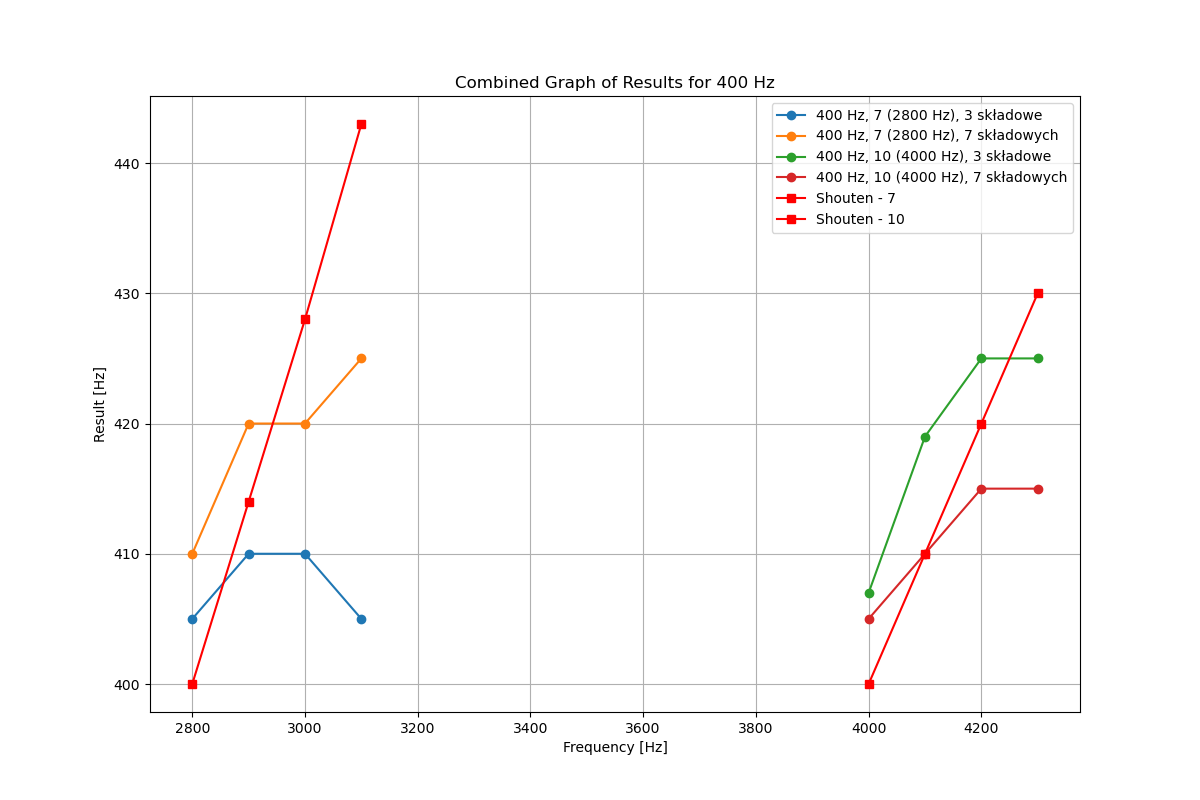 Combined Graph of Results for 400 Hz
400 Hz, 7 (2800 Hz), 3 składowe
400 Hz, 7 (2800 Hz), 7 składowych
400 Hz, 10 (4000 Hz), 3 składowe
400 Hz, 10 (4000 Hz), 7 składowych
Shouten - 7
Shouten - 10
Result [Hz]
440
430
420
410
400
2800 3000 3200 3400 3600 3800 4000 4200
Frequency [Hz]